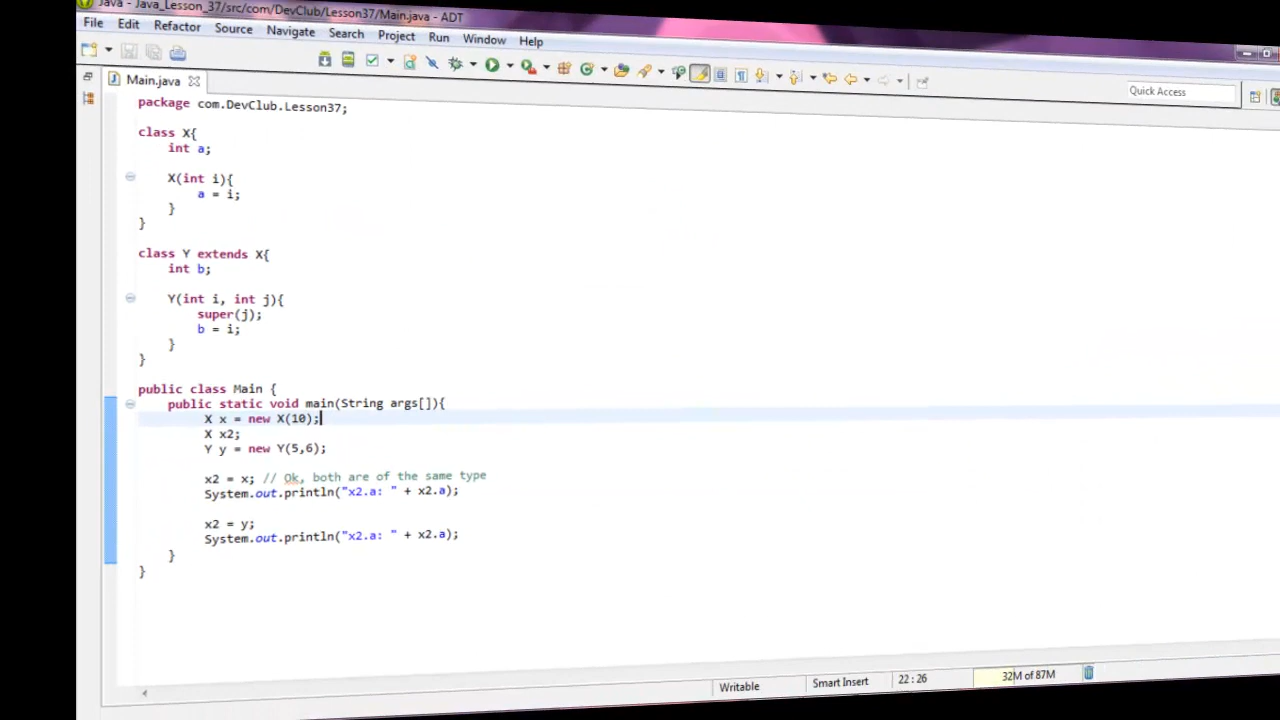 Java - Java_Lesson_37/src/com/DevClub/Lesson37/Main.java - ADT
File Edit Refactor Source Navigate Search Project Run Window Help
Quick Access
Main.java
package com.DevClub.Lesson37;
class X{
int a;
X(int i){
a = i;
}
}
class Y extends X{
int b;
Y(int i, int j){
super(j);
b = i;
}
}
public class Main {
public static void main(String args[]){
X x = new X(10);
X x2;
Y y = new Y(5,6);
x2 = x; // Ok, both are of the same type
System.out.println("x2.a: " + x2.a);
x2 = y;
System.out.println("x2.a: " + x2.a);
}
}
Writable Smart Insert 22 : 26 32M of 87M